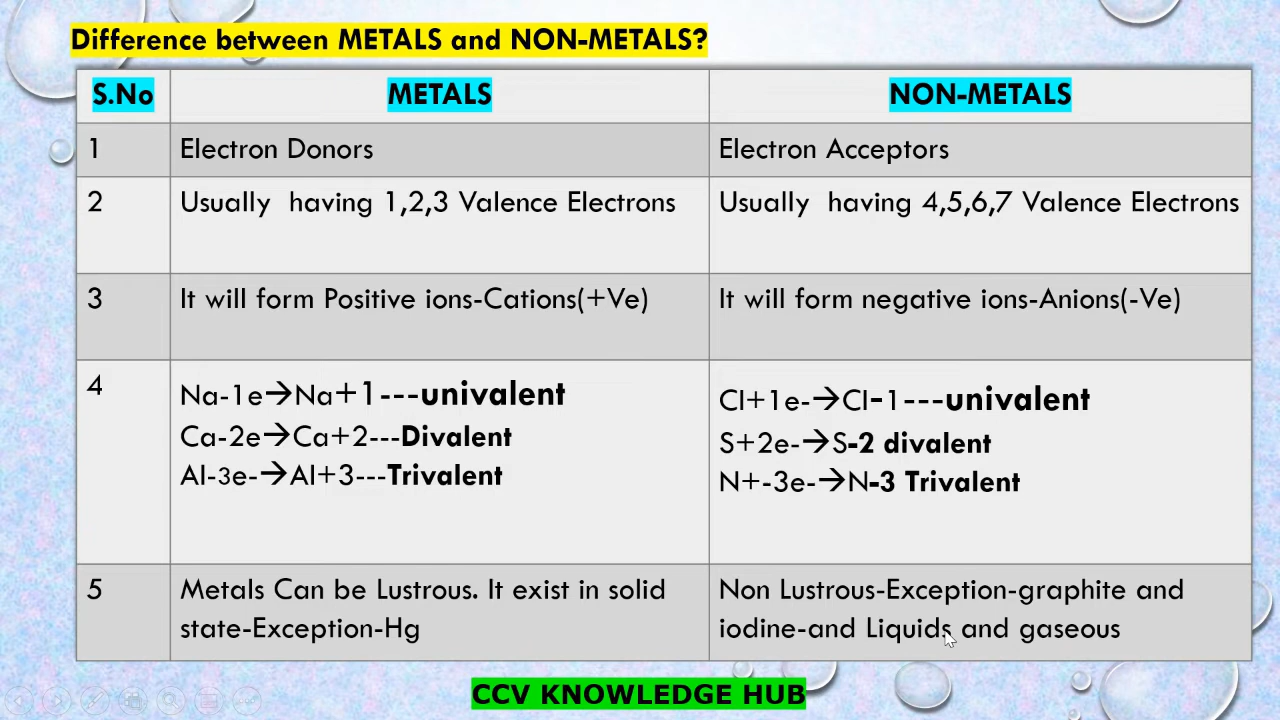 Difference between METALS and NON-METALS?
S.No METALS NON-METALS
1 Electron Donors Electron Acceptors
2 Usually having 1,2,3 Valence Electrons Usually having 4,5,6,7 Valence Electrons
3 It will form Positive ions-Cations(+Ve) It will form negative ions-Anions(-Ve)
4
Na-1e→Na+1---univalent
Ca-2e→Ca+2---Divalent
Al-3e-→Al+3---Trivalent
Cl+1e-→Cl-1---univalent
S+2e-→S-2 divalent
N+-3e-→N-3 Trivalent
5
Metals Can be Lustrous. It exist in solid
state-Exception-Hg
Non Lustrous-Exception-graphite and
iodine-and Liquids and gaseous
CCV KNOWLEDGE HUB